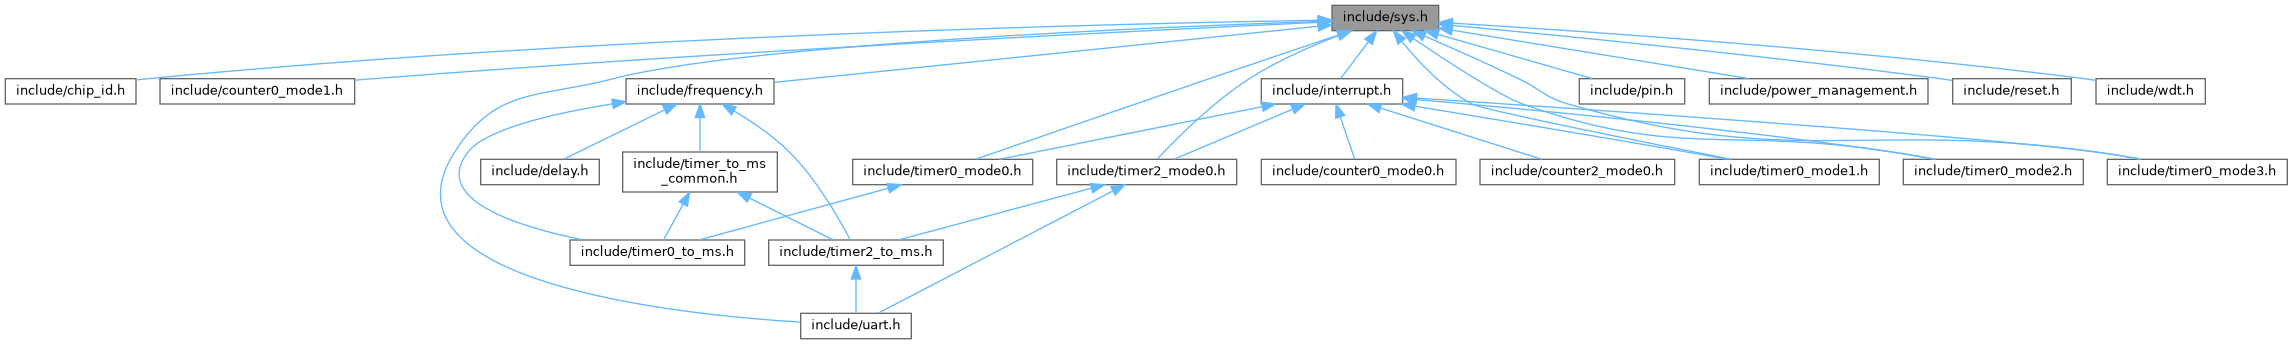 include/sys.h
include/chip_id.h
include/counter0_mode1.h
include/frequency.h
include/interrupt.h
include/pin.h
include/power_management.h
include/reset.h
include/wdt.h
include/delay.h
include/timer_to_ms
_common.h
include/timer0_mode0.h
include/timer2_mode0.h
include/counter0_mode0.h
include/counter2_mode0.h
include/timer0_mode1.h
include/timer0_mode2.h
include/timer0_mode3.h
include/timer0_to_ms.h
include/timer2_to_ms.h
include/uart.h